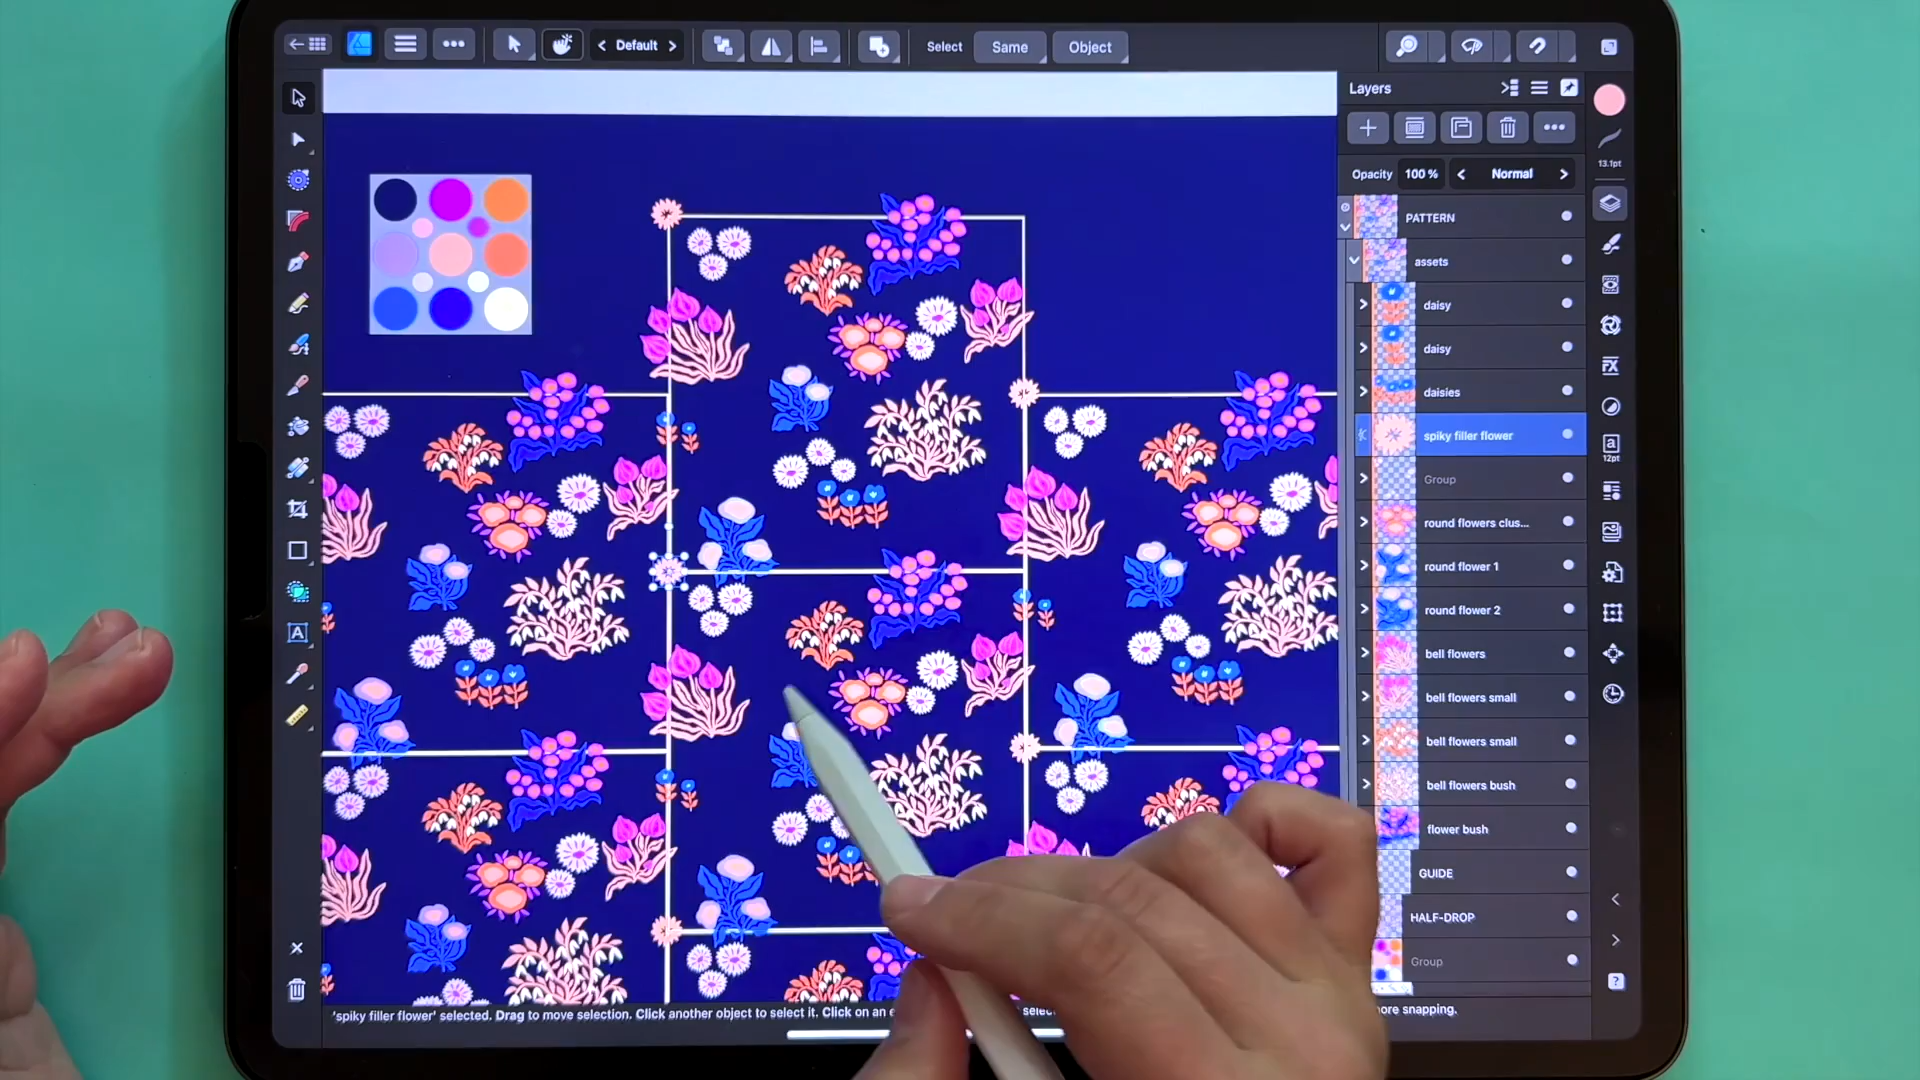 Default
Select
Same
Object
Layers
13.1pt
Opacity
100 %
Normal
PATTERN
assets
daisy
daisy
daisies
spiky filler flower
Group
round flowers clus...
round flower 1
round flower 2
bell flowers
bell flowers small
bell flowers small
bell flowers bush
flower bush
GUIDE
HALF-DROP
Group
FX
a
12pt
A
?
'spiky filler flower' selected. Drag to move selection. Click another object to select it. Click on an
selec
ore snapping.